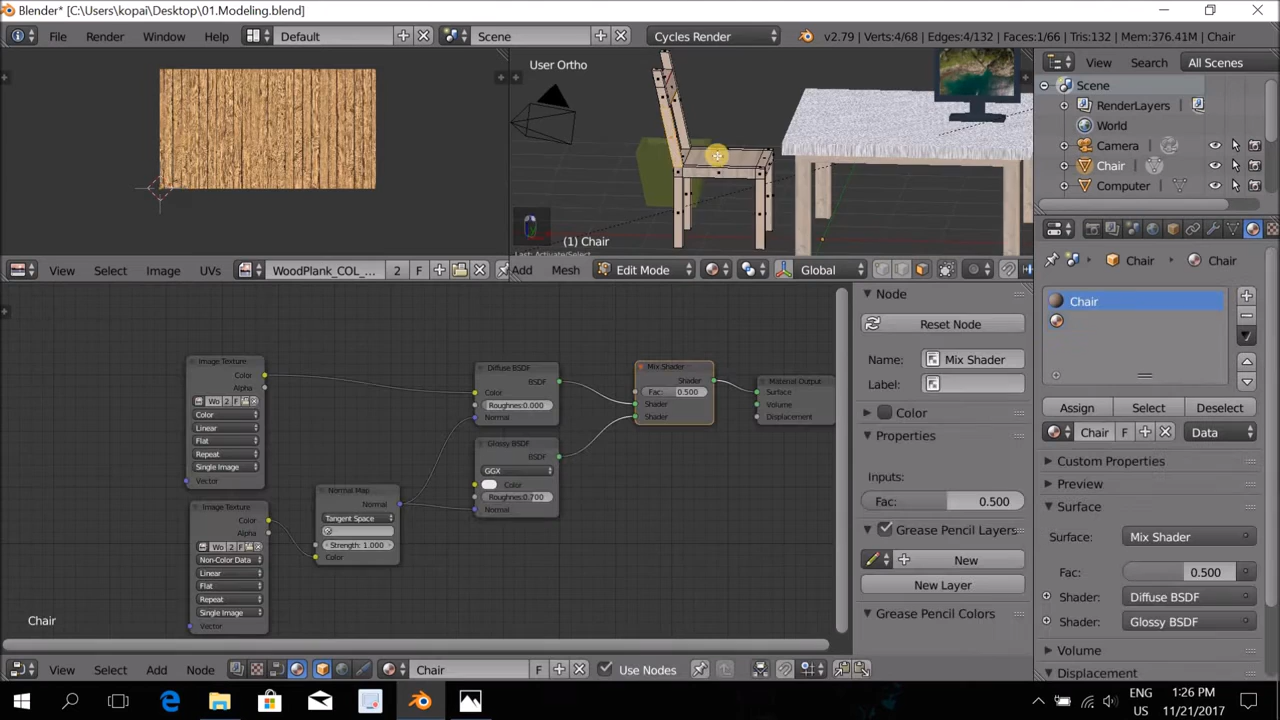 Blender* [C:\Users\kopai\Desktop\01.Modeling.blend]
File Render Window Help Default Scene Cycles Render v2.79 | Verts:4/68 | Edges:4/132 | Faces:1/66 | Tris:132 | Mem:376.41M | Chair
View Search All Scenes
User Ortho
(1) Chair
Scene
RenderLayers
World
Camera
Chair
Computer
View Select Image UVs WoodPlank_COL_... 2 F
Add Mesh Edit Mode Global
Chair Chair
Chair
Assign Select Deselect
Chair F Data
Custom Properties
Preview
Surface
Surface: Mix Shader
Fac: 0.500
Shader: Diffuse BSDF
Shader: Glossy BSDF
Volume
Displacement
Node
Reset Node
Name: Mix Shader
Label:
Color
Properties
Inputs:
Fac: 0.500
Grease Pencil Layers
New
New Layer
Grease Pencil Colors
Image Texture
Color
Alpha
Wo 2 F
Color
Linear
Flat
Repeat
Single Image
Vector
Image Texture
Color
Alpha
Wo 2 F
Non-Color Data
Linear
Flat
Repeat
Single Image
Vector
Normal Map
Normal
Tangent Space
Strength: 1.000
Color
Diffuse BSDF
BSDF
Color
Roughness:0.000
Normal
Glossy BSDF
BSDF
GGX
Color
Roughness:0.700
Normal
Mix Shader
Shader
Fac: 0.500
Shader
Shader
Material Output
Surface
Volume
Displacement
Chair
View Select Add Node Chair F Use Nodes
ENG 1:26 PM
US 11/21/2017